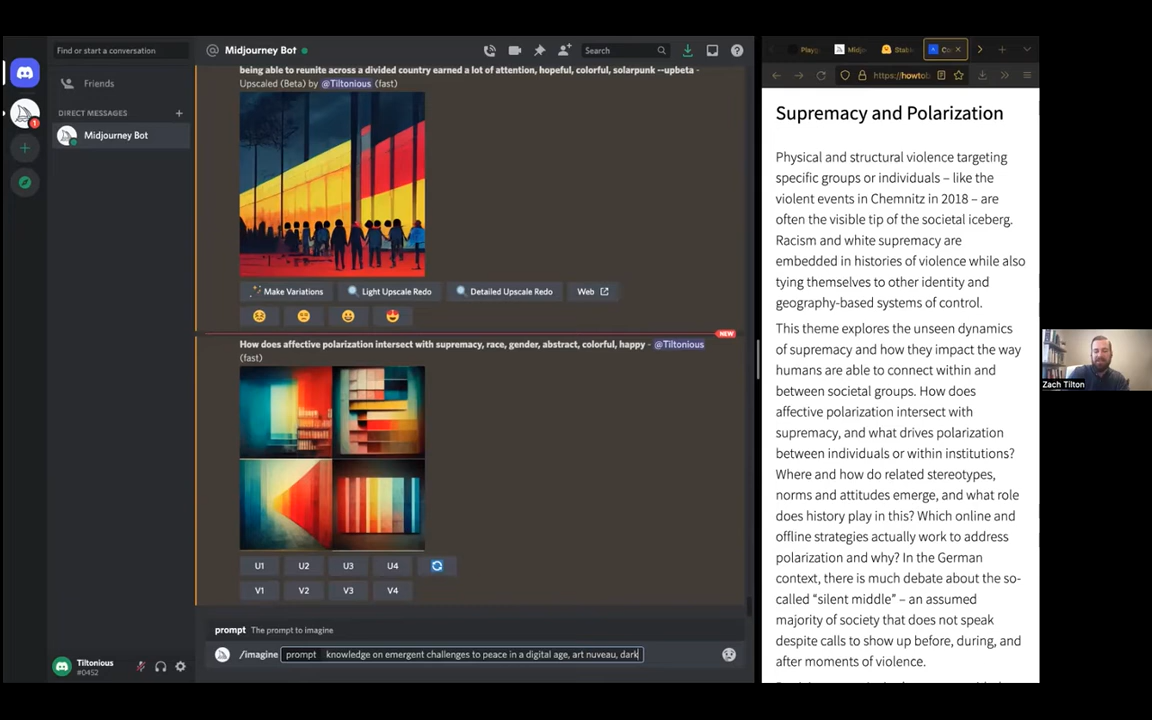 Find or start a conversation
Friends
DIRECT MESSAGES
Midjourney Bot
1
Tiltonious
#0452
@ Midjourney Bot
Search
being able to reunite across a divided country earned a lot of attention, hopeful, colorful, solarpunk --upbeta -
Upscaled (Beta) by @Tiltonious (fast)
Make Variations
Light Upscale Redo
Detailed Upscale Redo
Web
NEW
How does affective polarization intersect with supremacy, race, gender, abstract, colorful, happy - @Tiltonious
(fast)
U1 U2 U3 U4
V1 V2 V3 V4
prompt The prompt to imagine
/imagine prompt knowledge on emergent challenges to peace in a digital age, art nuveau, dark
Midjo
Stabl
https://howtob
Supremacy and Polarization
Physical and structural violence targeting
specific groups or individuals – like the
violent events in Chemnitz in 2018 – are
often the visible tip of the societal iceberg.
Racism and white supremacy are
embedded in histories of violence while also
tying themselves to other identity and
geography-based systems of control.
This theme explores the unseen dynamics
of supremacy and how they impact the way
humans are able to connect within and
between societal groups. How does
affective polarization intersect with
supremacy, and what drives polarization
between individuals or within institutions?
Where and how do related stereotypes,
norms and attitudes emerge, and what role
does history play in this? Which online and
offline strategies actually work to address
polarization and why? In the German
context, there is much debate about the so-
called “silent middle” – an assumed
majority of society that does not speak
despite calls to show up before, during, and
after moments of violence.
Zach Tilton